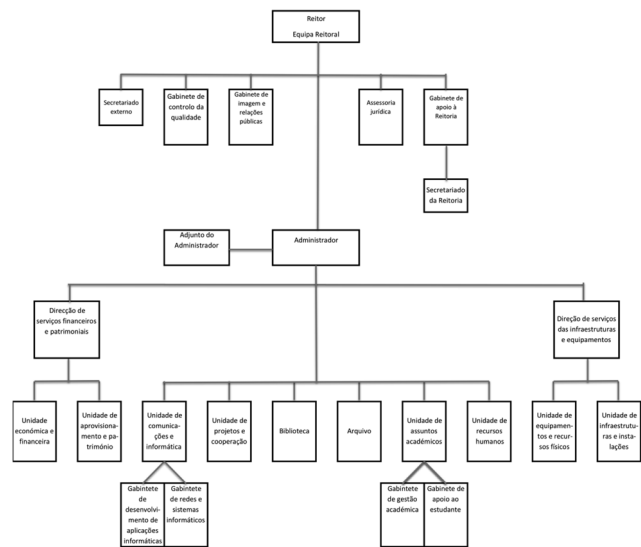 Reitor
Equipa Reitoral
Secretariado
externo
Gabinete de
controlo da
qualidade
Gabinete de
imagem e
relações
públicas
Assessoria
jurídica
Gabinete de
apoio à
Reitoria
Secretariado
da Reitoria
Adjunto do
Administrador
Administrador
Direcção de
serviços financeiros
e patrimoniais
Direção de serviços
das infraestruturas
e equipamentos
Unidade
económica e
financeira
Unidade de
aprovisiona-
mento e pa-
trimónio
Unidade de
comunica-
ções e
informática
Unidade de
projetos e
cooperação
Biblioteca
Arquivo
Unidade de
assuntos
académicos
Unidade de
recursos
humanos
Unidade de
equipamen-
tos e recur-
sos físicos
Unidade de
infraestrutu-
ras e insta-
lações
Gabintete
de
desenvolvi-
mento de
aplicações
informáticas
Gabintete
de redes e
sistemas
informáticos
Gabintete
de gestão
académica
Gabintete
de apoio ao
estudante